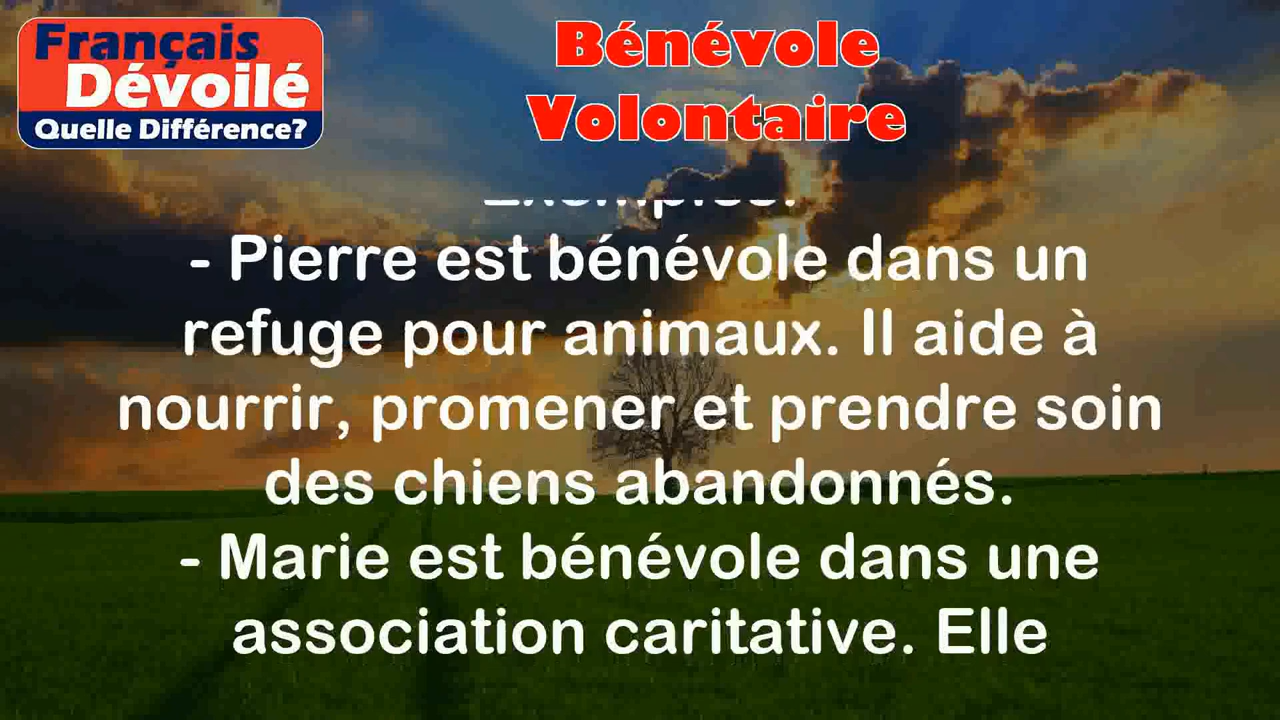 Français
Dévoilé
Quelle Différence?
Bénévole
Volontaire
Exemples:
- Pierre est bénévole dans un
refuge pour animaux. Il aide à
nourrir, promener et prendre soin
des chiens abandonnés.
- Marie est bénévole dans une
association caritative. Elle